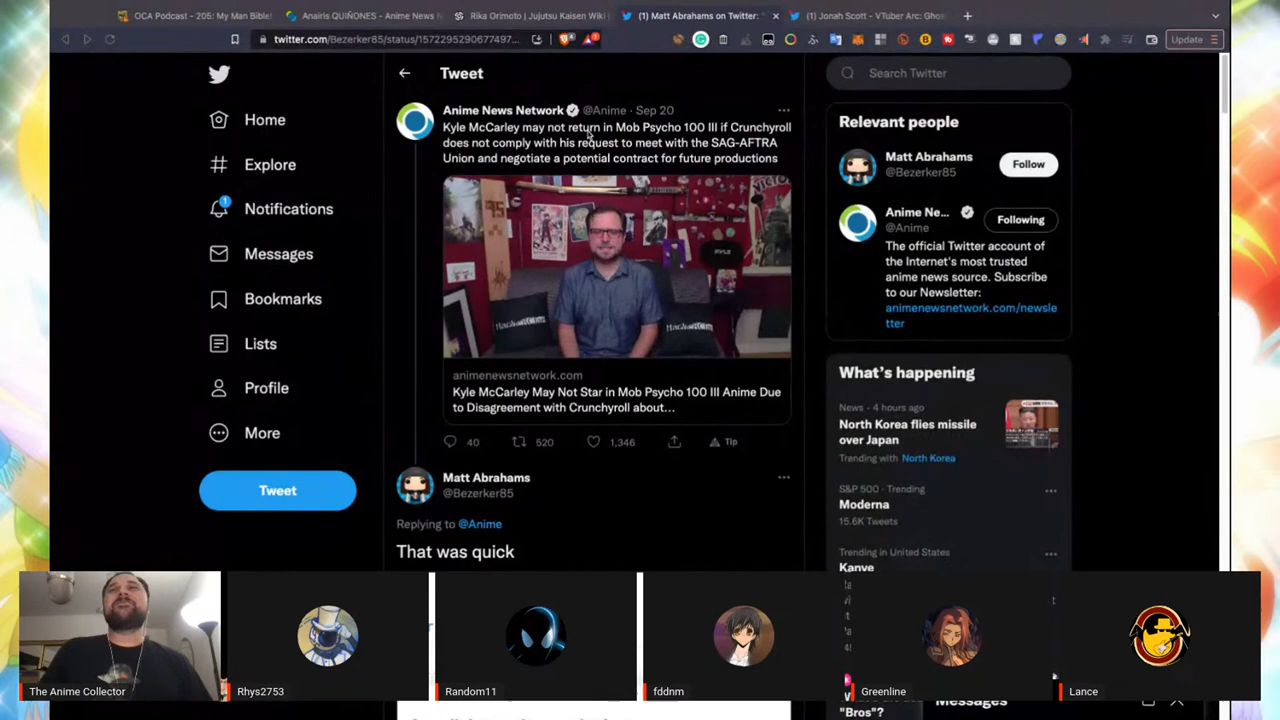 OCA Podcast - 205: My Man Bible!
Anairis QUIÑONES - Anime News N
Rika Orimoto | Jujutsu Kaisen Wiki
(1) Matt Abrahams on Twitter: "
(1) Jonah Scott - VTuber Arc: Ghos
twitter.com/Bezerker85/status/1572295290677497...
Update
Home
Explore
Notifications
1
Messages
Bookmarks
Lists
Profile
More
Tweet
Tweet
Anime News Network @Anime · Sep 20
Kyle McCarley may not return in Mob Psycho 100 III if Crunchyroll
does not comply with his request to meet with the SAG-AFTRA
Union and negotiate a potential contract for future productions
animenewsnetwork.com
Kyle McCarley May Not Star in Mob Psycho 100 III Anime Due
to Disagreement with Crunchyroll about...
40 520 1,346 Tip
Matt Abrahams
@Bezerker85
Replying to @Anime
That was quick
Search Twitter
Relevant people
Matt Abrahams
@Bezerker85
Follow
Anime Ne...
@Anime
Following
The official Twitter account of
the Internet's most trusted
anime news source. Subscribe
to our Newsletter:
animenewsnetwork.com/newsle
tter
What's happening
News · 4 hours ago
North Korea flies missile
over Japan
Trending with North Korea
S&P 500 · Trending
Moderna
15.6K Tweets
Trending in United States
Kanye
"Bros"?
Messages
The Anime Collector
Rhys2753
Random11
fddnm
Greenline
Lance